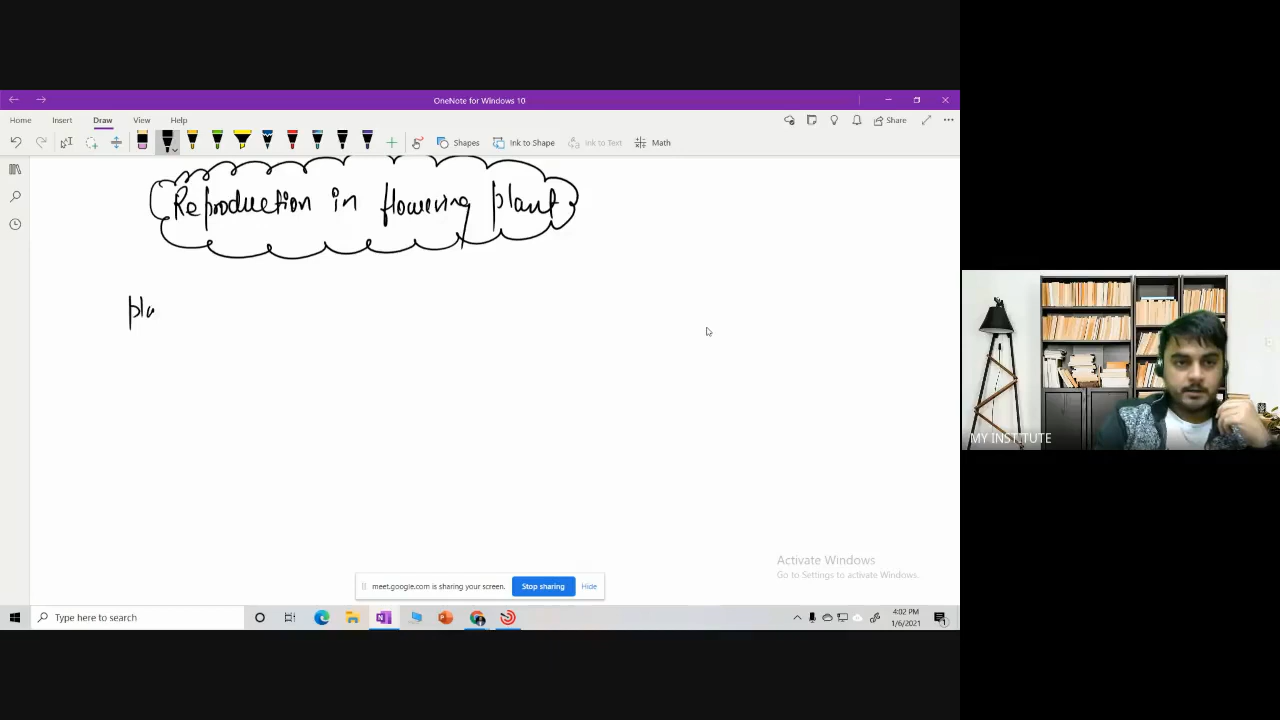 OneNote for Windows 10
Home Insert Draw View Help Share
Shapes Ink to Shape Ink to Text Math
Reproduction in flowering plant
pla
MY INSTITUTE
Activate Windows
Go to Settings to activate Windows.
meet.google.com is sharing your screen. Stop sharing Hide
Type here to search
4:02 PM
1/6/2021